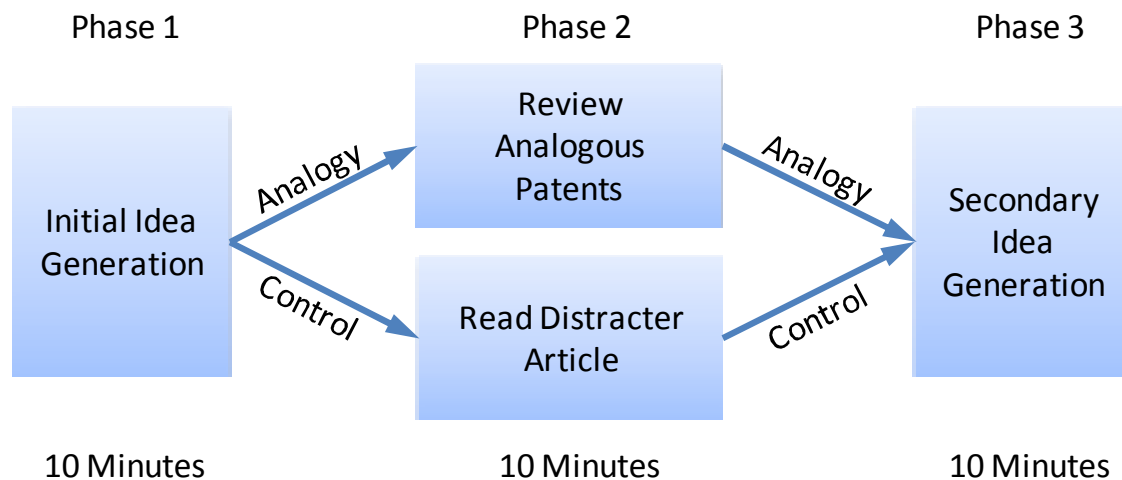 Phase 1
Phase 2
Phase 3
Initial Idea
Generation
Analogy
Control
Review
Analogous
Patents
Read Distracter
Article
Analogy
Control
Secondary
Idea
Generation
10 Minutes
10 Minutes
10 Minutes